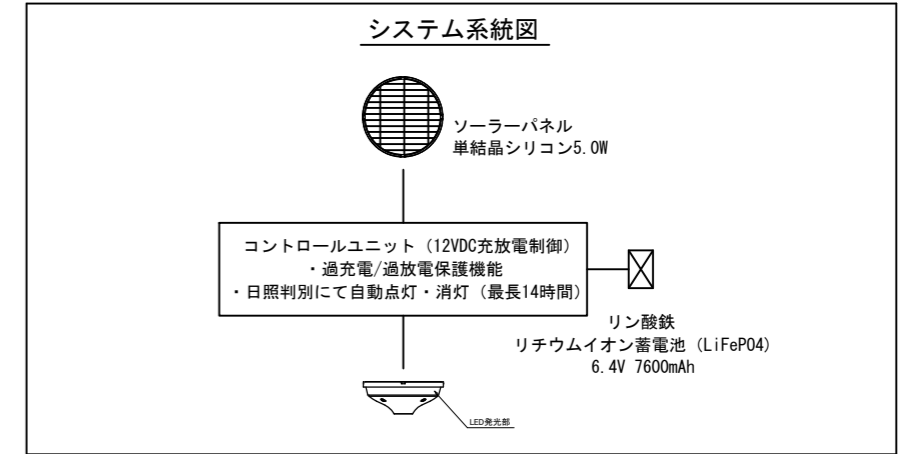 システム系統図
ソーラーパネル
単結晶シリコン5.0W
コントロールユニット（12VDC充放電制御）
・過充電/過放電保護機能
・日照判別にて自動点灯・消灯（最長14時間）
リン酸鉄
リチウムイオン蓄電池（LiFePO4）
6.4V 7600mAh
LED発光部